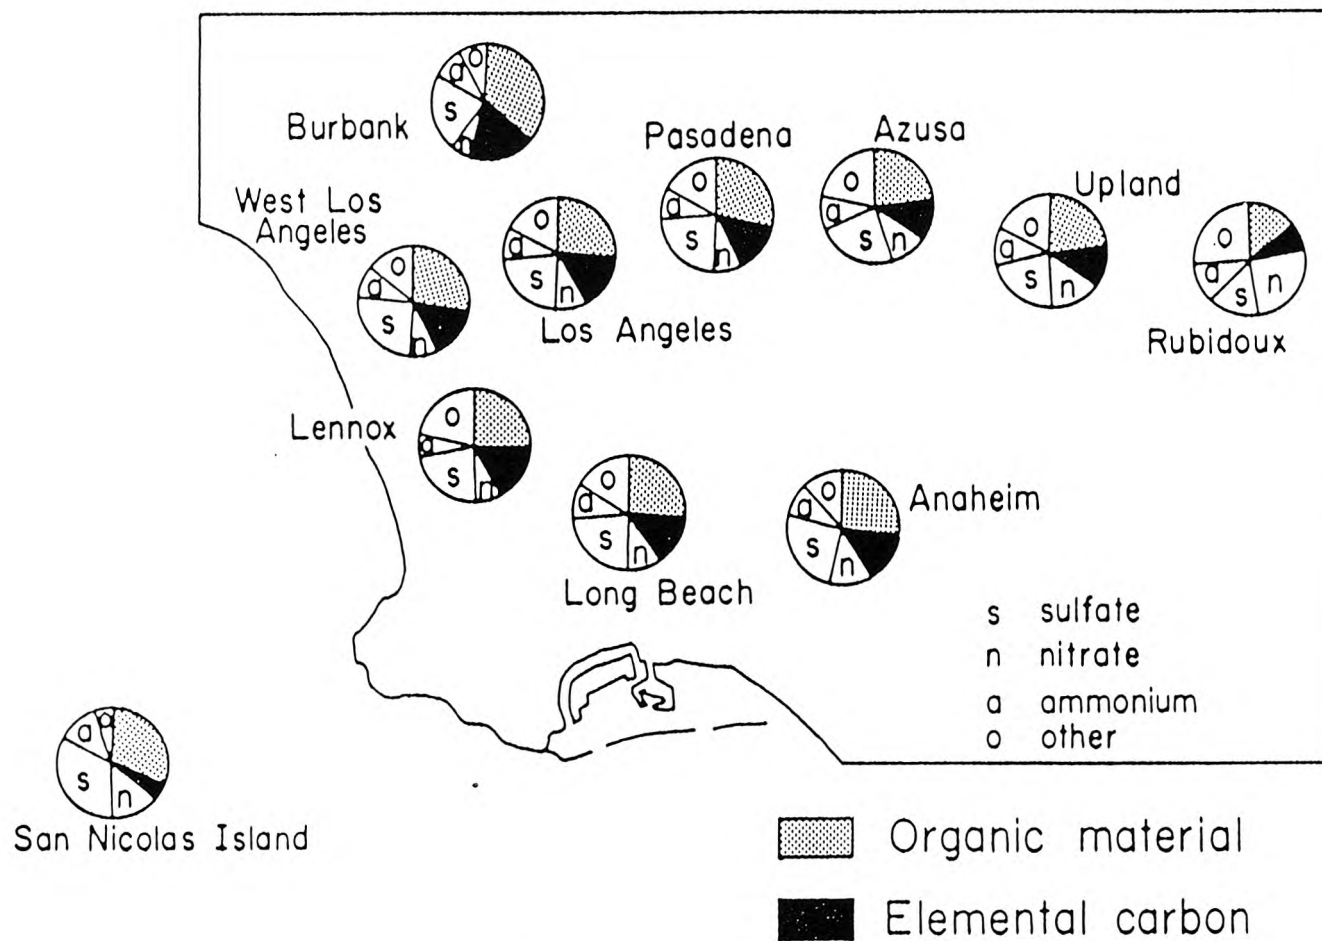 Burbank
o
a
s
n
Pasadena
o
a
s
n
Azusa
o
a
s
n
Upland
o
a
s
n
West Los
Angeles
o
a
s
n
o
a
s
n
Los Angeles
o
a
s
n
Rubidoux
Lennox
o
a
s
n
o
a
s
n
Long Beach
o
a
s
n
Anaheim
s sulfate
n nitrate
a ammonium
o other
o
a
s
n
San Nicolas Island
Organic material
Elemental carbon